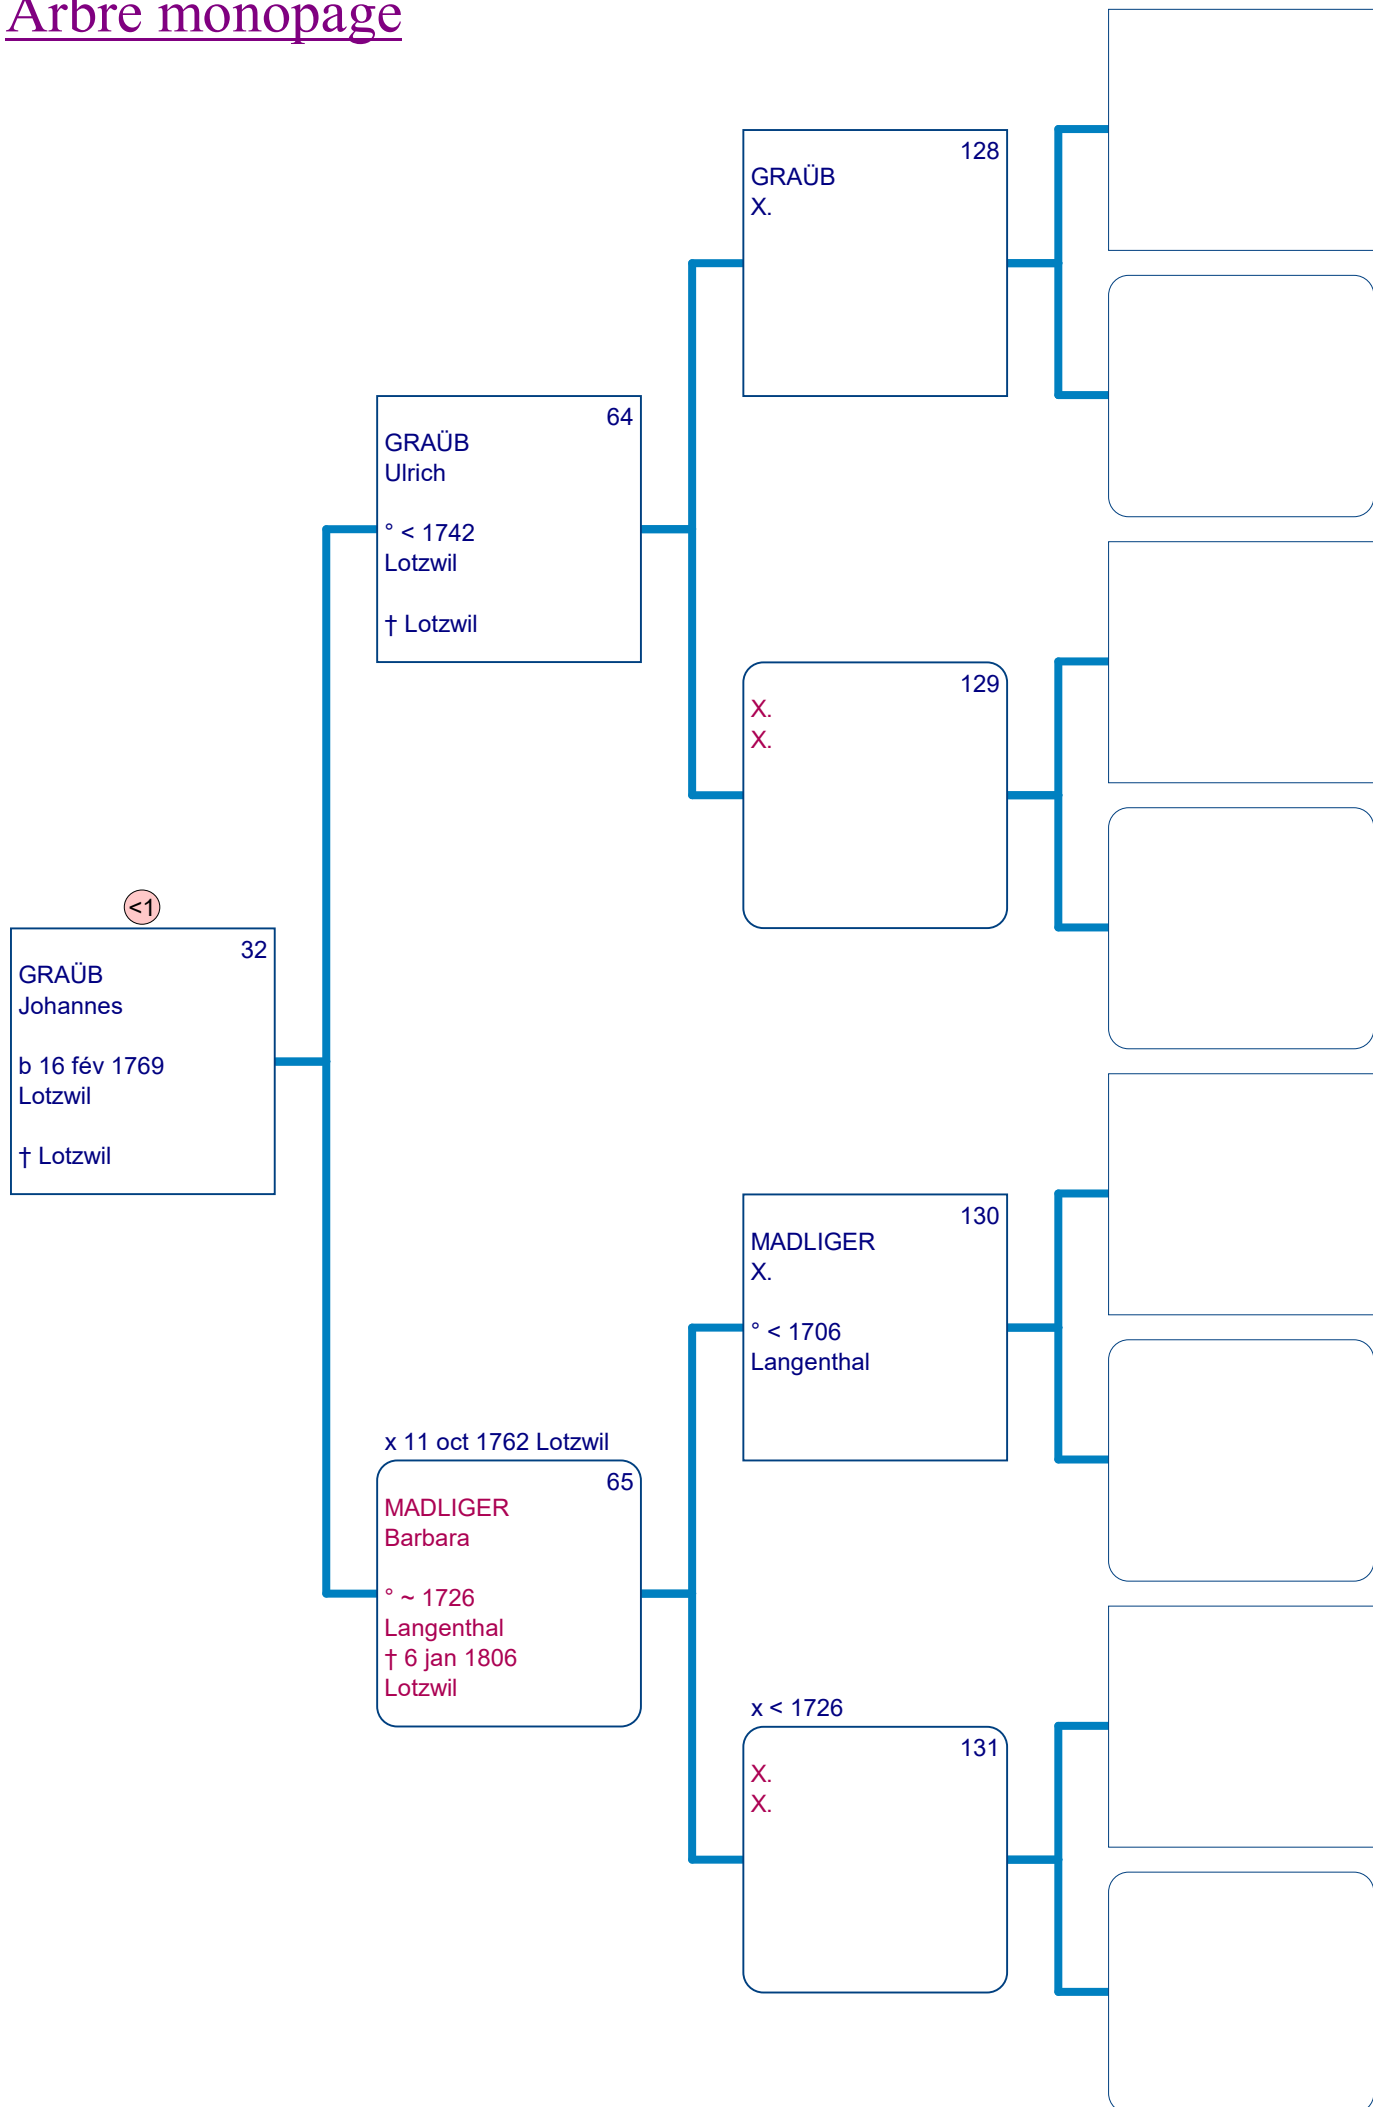 Arbre monopage
128
GRAÜB
X.
64
GRAÜB
Ulrich
° < 1742
Lotzwil
† Lotzwil
129
X.
X.
<1
32
GRAÜB
Johannes
b 16 fév 1769
Lotzwil
† Lotzwil
130
MADLIGER
X.
° < 1706
Langenthal
x 11 oct 1762 Lotzwil
65
MADLIGER
Barbara
° ~ 1726
Langenthal
† 6 jan 1806
Lotzwil
x < 1726
131
X.
X.